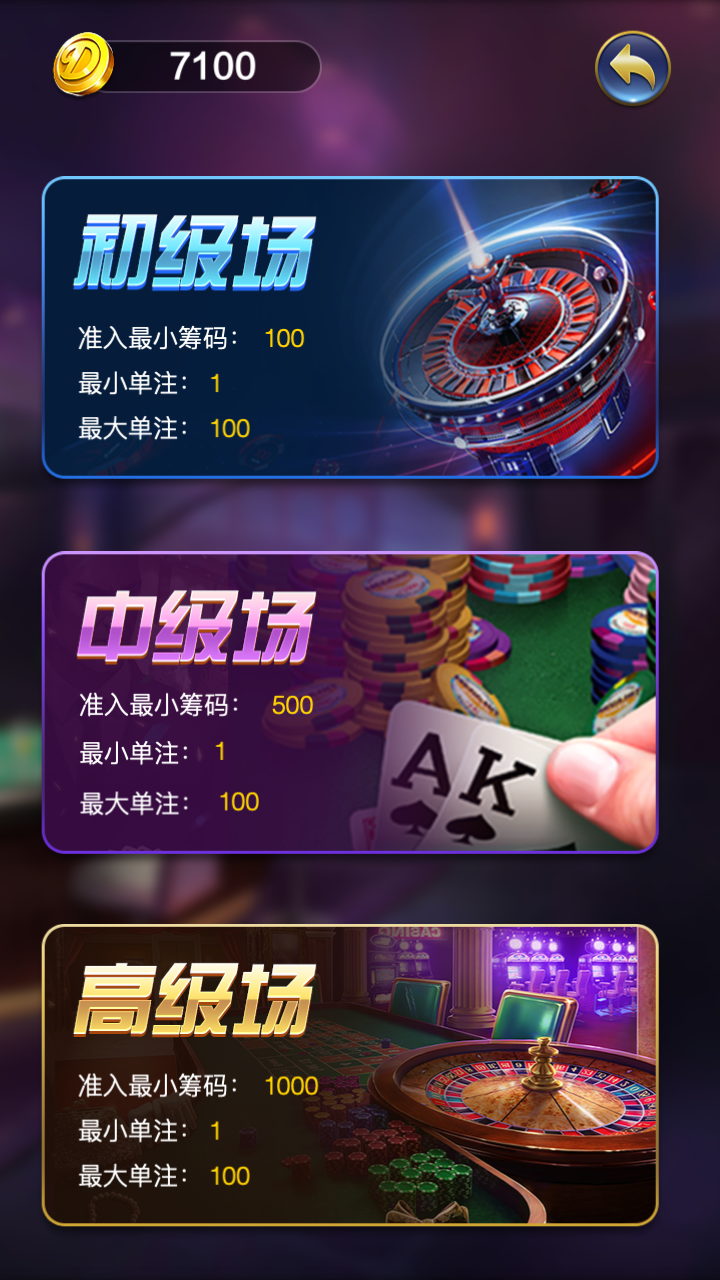 7100
初级场
准入最小筹码： 100
最小单注： 1
最大单注： 100
中级场
准入最小筹码： 500
最小单注： 1
最大单注： 100
A K
高级场
CASINO
准入最小筹码： 1000
最小单注： 1
最大单注： 100